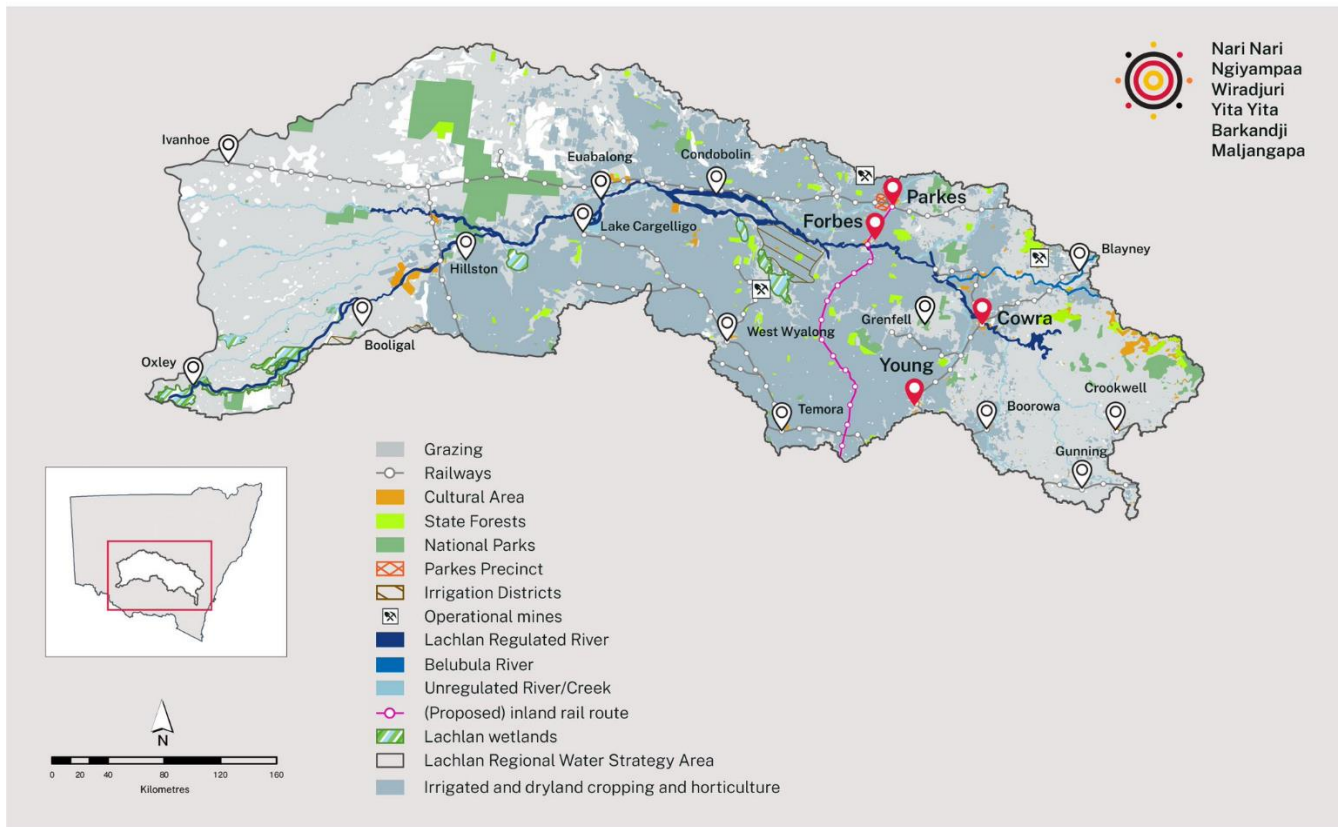 Nari Nari
Ngiyampaa
Wiradjuri
Yita Yita
Barkandji
Maljangapa
Ivanhoe
Euabalong
Condobolin
Parkes
Forbes
Lake Cargelligo
Blayney
Hillston
Grenfell
Cowra
West Wyalong
Booligal
Oxley
Young
Temora
Boorowa
Crookwell
Gunning
Grazing
Railways
Cultural Area
State Forests
National Parks
Parkes Precinct
Irrigation Districts
Operational mines
Lachlan Regulated River
Belubula River
Unregulated River/Creek
(Proposed) inland rail route
Lachlan wetlands
Lachlan Regional Water Strategy Area
Irrigated and dryland cropping and horticulture
N
0 20 40 80 120 160
Kilometres